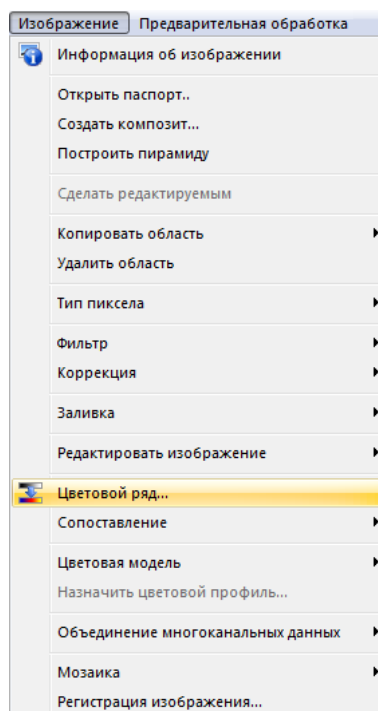 Изображение Предварительная обработка
Информация об изображении
Открыть паспорт..
Создать композит...
Построить пирамиду
Сделать редактируемым
Копировать область
Удалить область
Тип пиксела
Фильтр
Коррекция
Заливка
Редактировать изображение
Цветовой ряд...
Сопоставление
Цветовая модель
Назначить цветовой профиль...
Объединение многоканальных данных
Мозаика
Регистрация изображения...